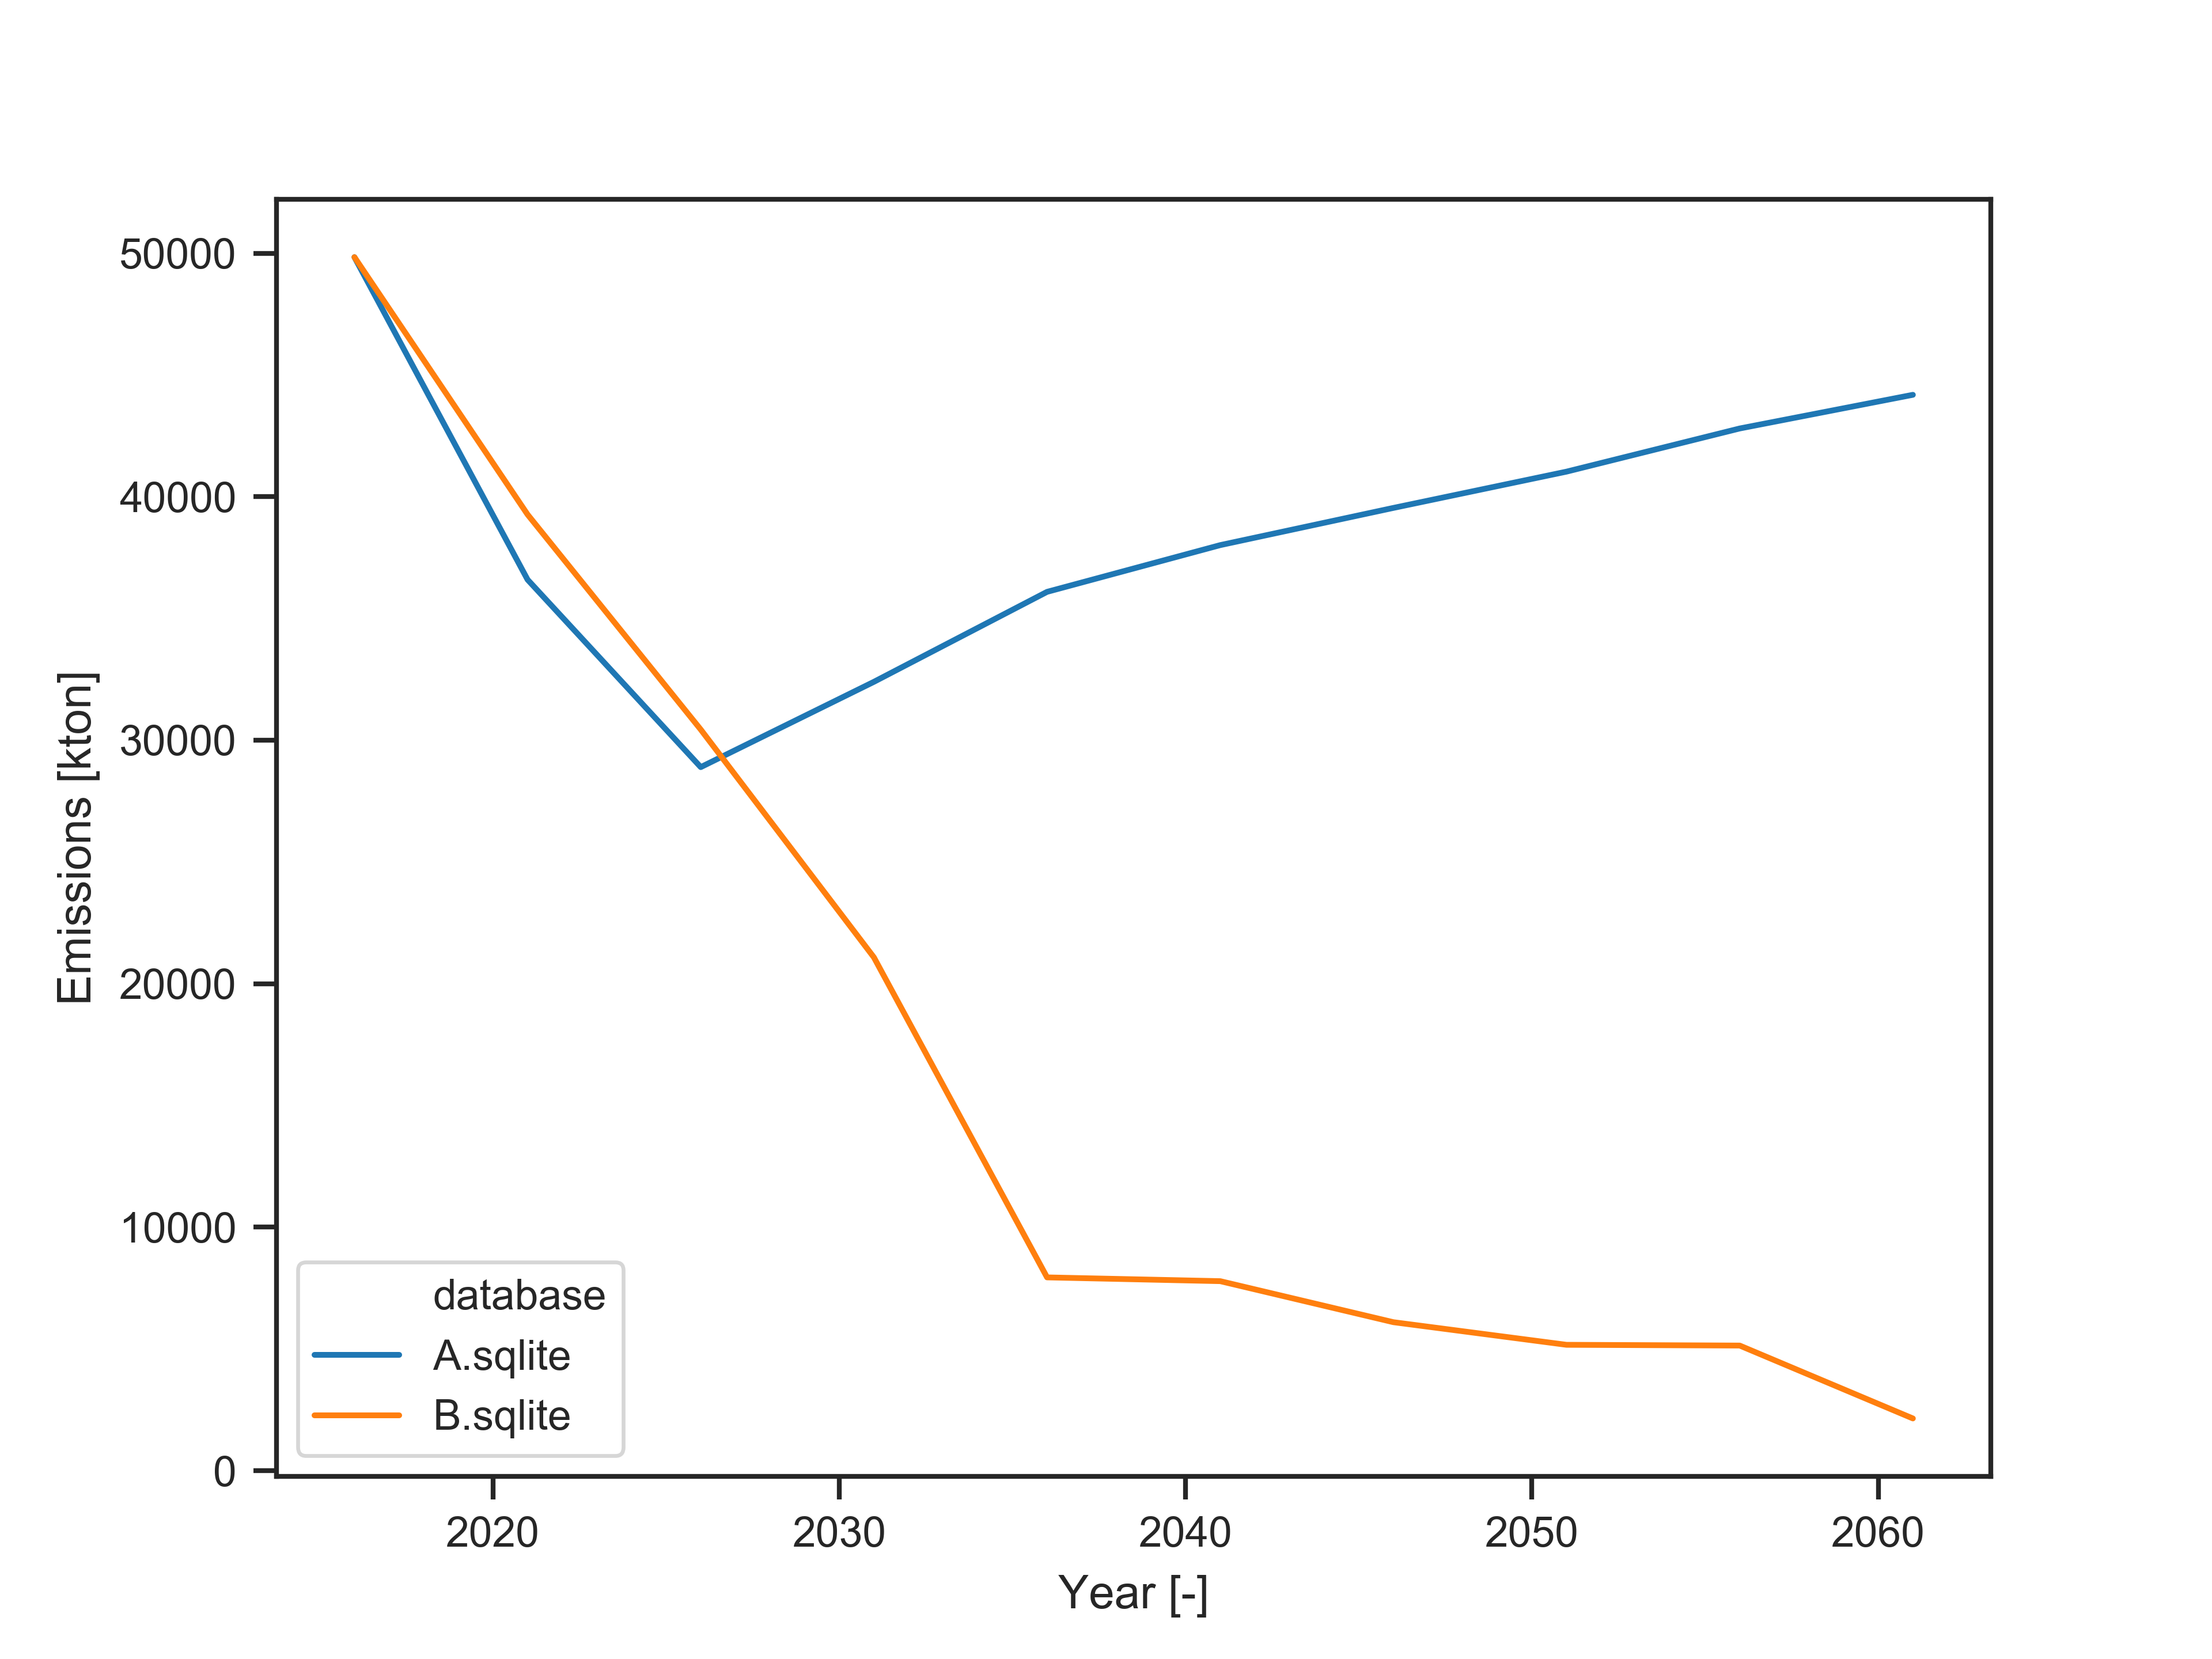 50000
40000
30000
20000
10000
0
Emissions [kton]
database
A.sqlite
B.sqlite
2020 2030 2040 2050 2060
Year [-]